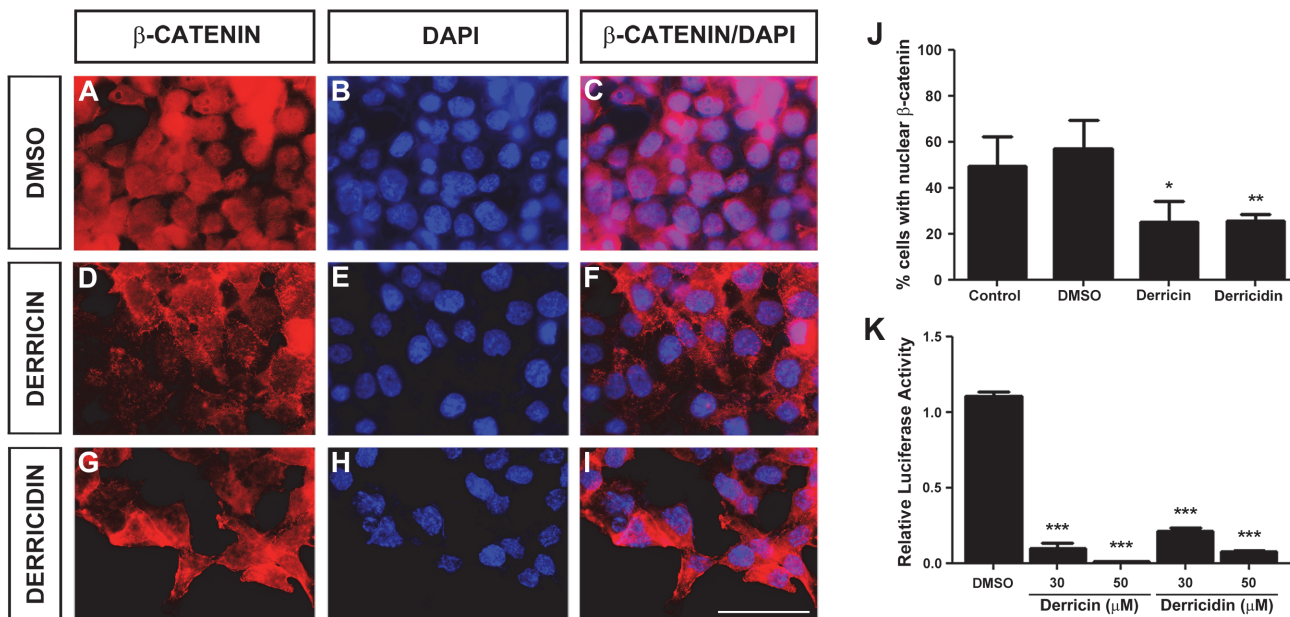 β-CATENIN
DAPI
β-CATENIN/DAPI
DMSO
A
B
C
DERRICIN
D
E
F
DERRICIDIN
G
H
I
J
% cells with nuclear β-catenin
100
80
60
40
20
0
*
**
Control
DMSO
Derricin
Derricidin
K
Relative Luciferase Activity
1.5
1.0
0.5
0.0
***
***
***
***
DMSO
30
50
30
50
Derricin (μM)
Derricidin (μM)